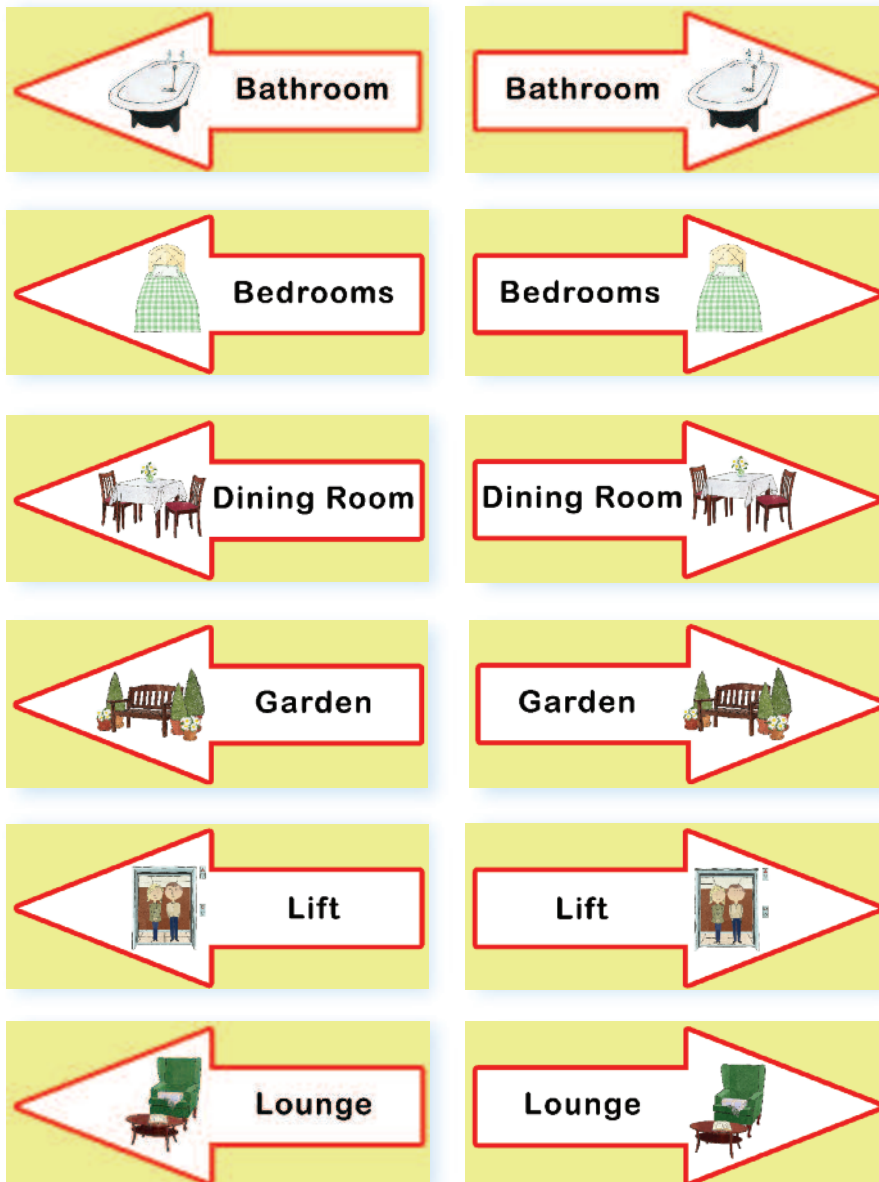 Bathroom
Bathroom
Bedrooms
Bedrooms
Dining Room
Dining Room
Garden
Garden
Lift
Lift
Lounge
Lounge